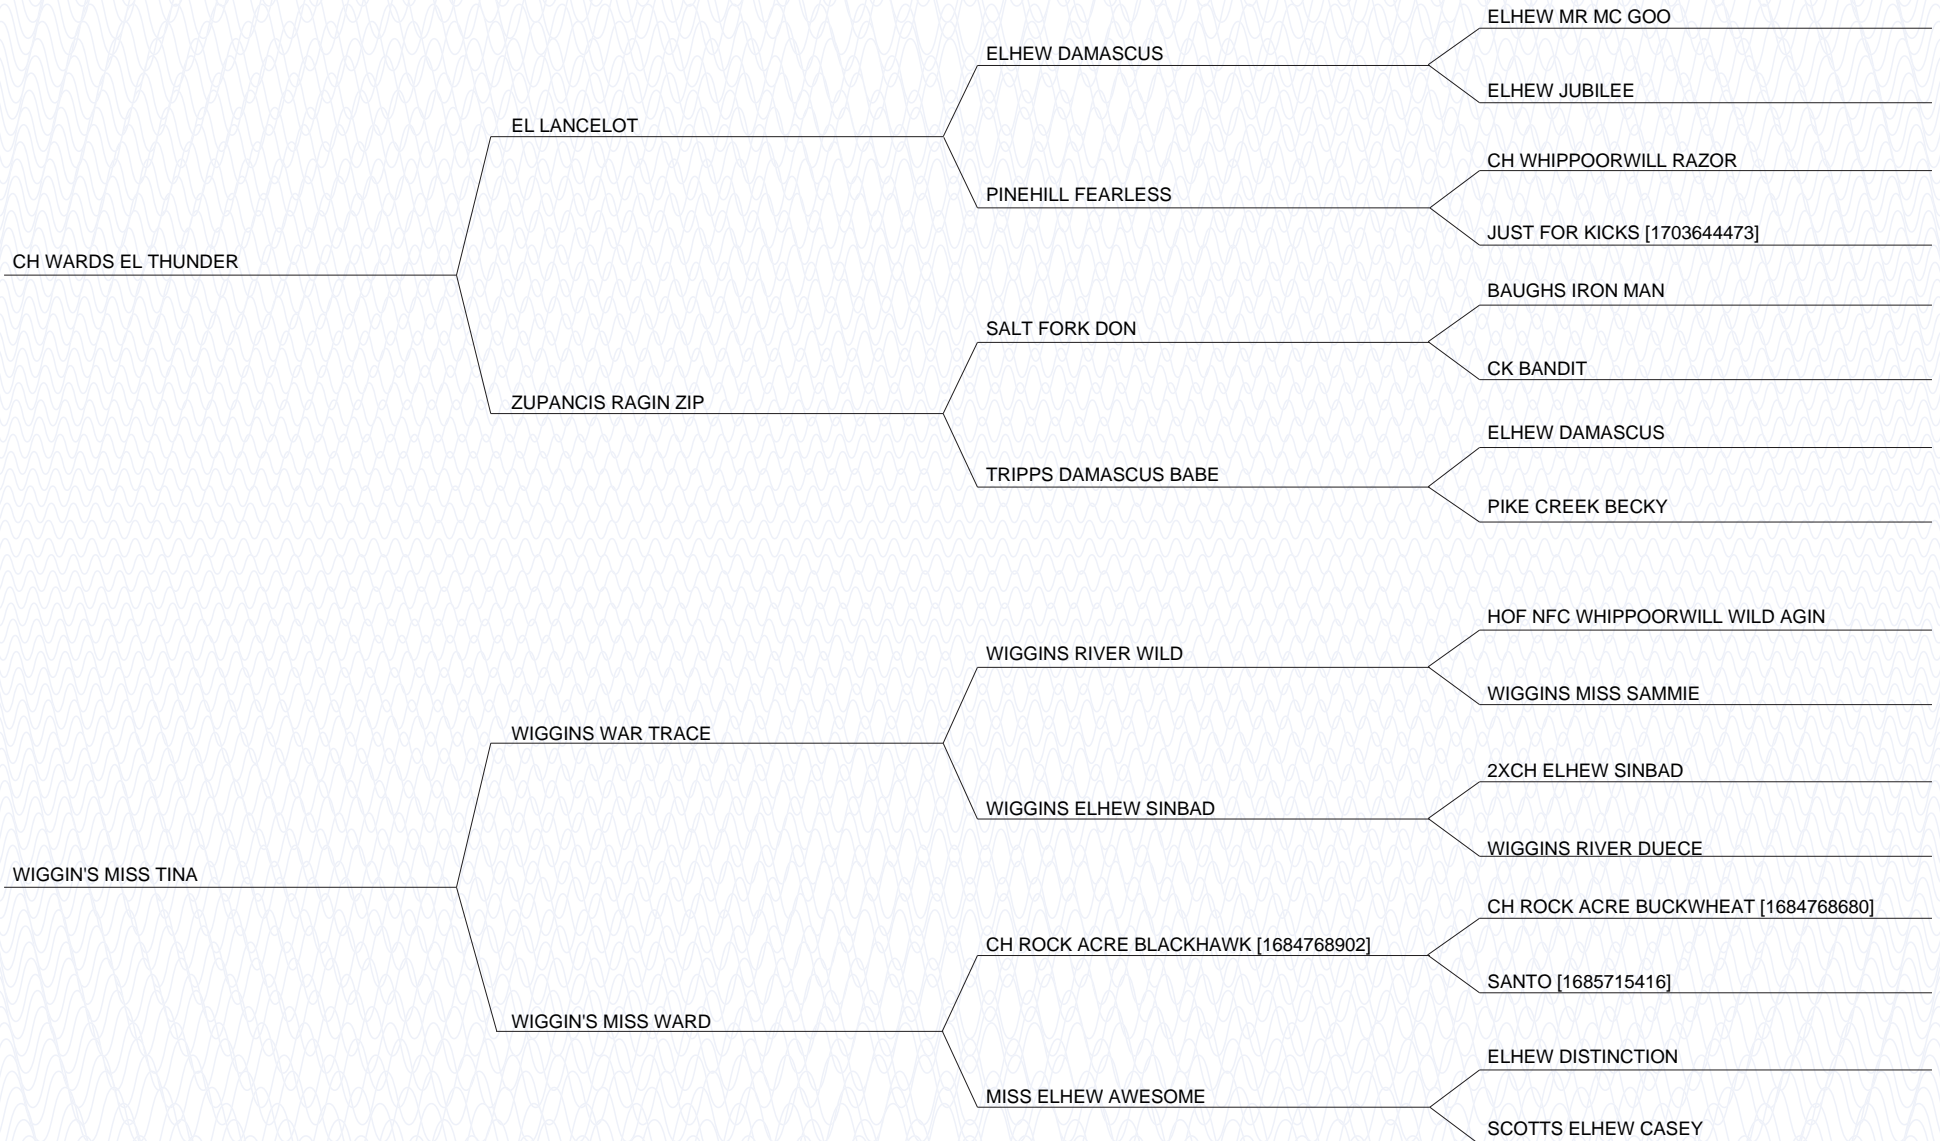 ELHEW MR MC GOO
ELHEW DAMASCUS
ELHEW JUBILEE
EL LANCELOT
CH WHIPPOORWILL RAZOR
PINEHILL FEARLESS
JUST FOR KICKS [1703644473]
CH WARDS EL THUNDER
BAUGHS IRON MAN
SALT FORK DON
CK BANDIT
ZUPANCIS RAGIN ZIP
ELHEW DAMASCUS
TRIPPS DAMASCUS BABE
PIKE CREEK BECKY
HOF NFC WHIPPOORWILL WILD AGIN
WIGGINS RIVER WILD
WIGGINS MISS SAMMIE
WIGGINS WAR TRACE
2XCH ELHEW SINBAD
WIGGINS ELHEW SINBAD
WIGGINS RIVER DUECE
WIGGIN'S MISS TINA
CH ROCK ACRE BUCKWHEAT [1684768680]
CH ROCK ACRE BLACKHAWK [1684768902]
SANTO [1685715416]
WIGGIN'S MISS WARD
ELHEW DISTINCTION
MISS ELHEW AWESOME
SCOTTS ELHEW CASEY